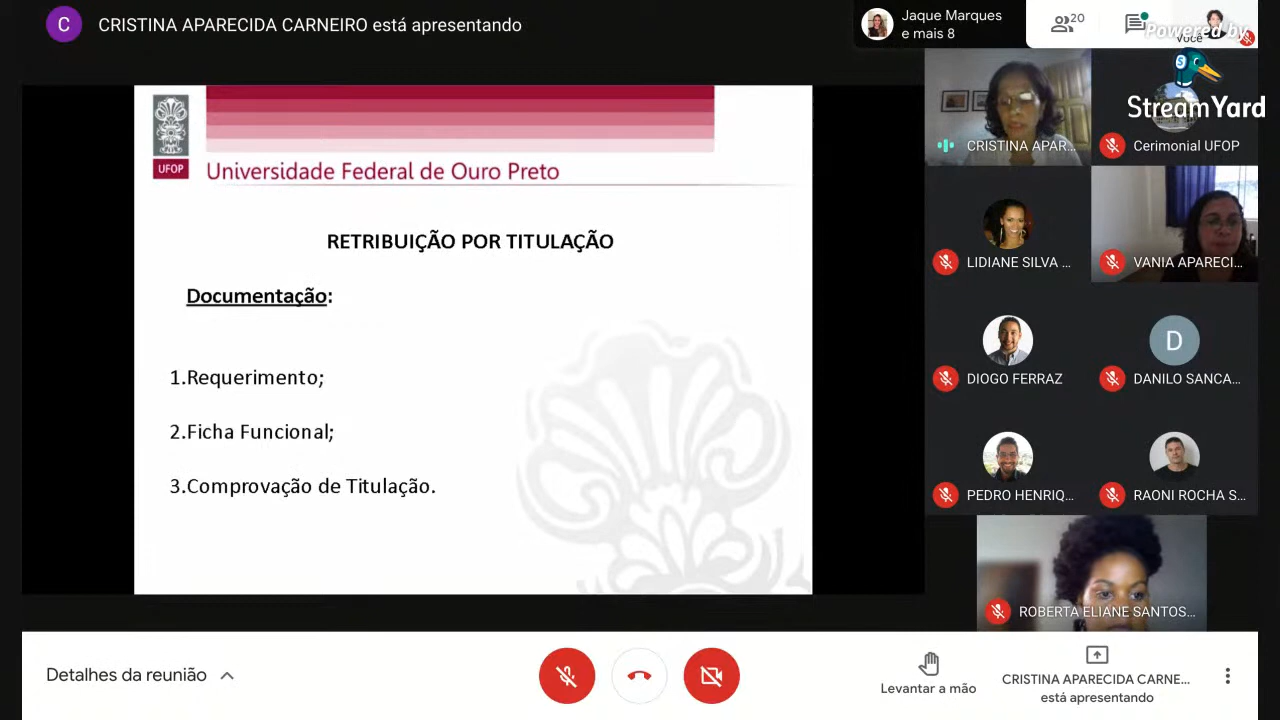 C
CRISTINA APARECIDA CARNEIRO está apresentando
Jaque Marques
e mais 8
20
Você
Powered by
StreamYard
S
UFOP
Universidade Federal de Ouro Preto
RETRIBUIÇÃO POR TITULAÇÃO
Documentação:
1.Requerimento;
2.Ficha Funcional;
3.Comprovação de Titulação.
CRISTINA APAR...
Cerimonial UFOP
LIDIANE SILVA ...
VANIA APARECI...
DIOGO FERRAZ
D
DANILO SANCA...
PEDRO HENRIQ...
RAONI ROCHA S...
ROBERTA ELIANE SANTOS...
Detalhes da reunião
Levantar a mão
CRISTINA APARECIDA CARNE...
está apresentando